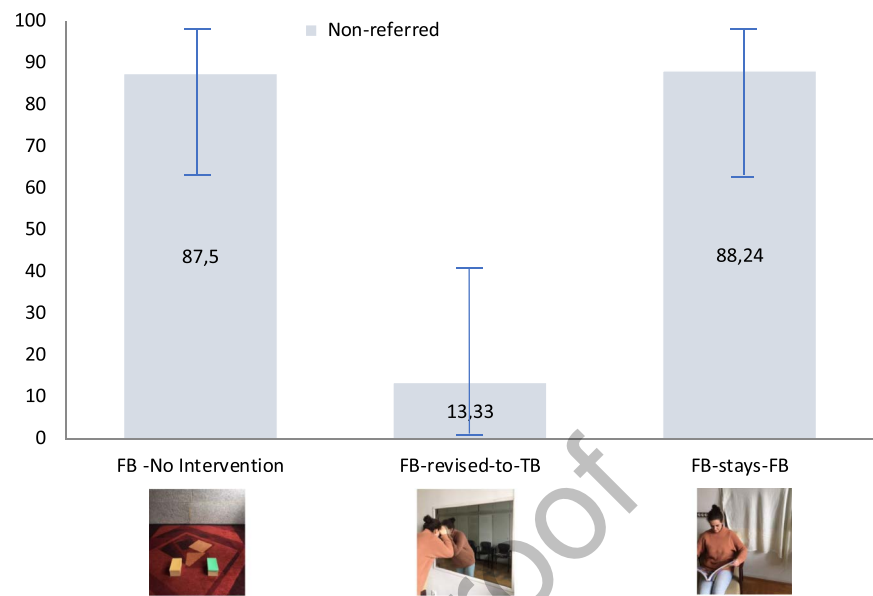 100
Non-referred
90
80
70
60
50
40
30
20
10
0
87,5
13,33
88,24
FB -No Intervention
FB-revised-to-TB
FB-stays-FB
oof